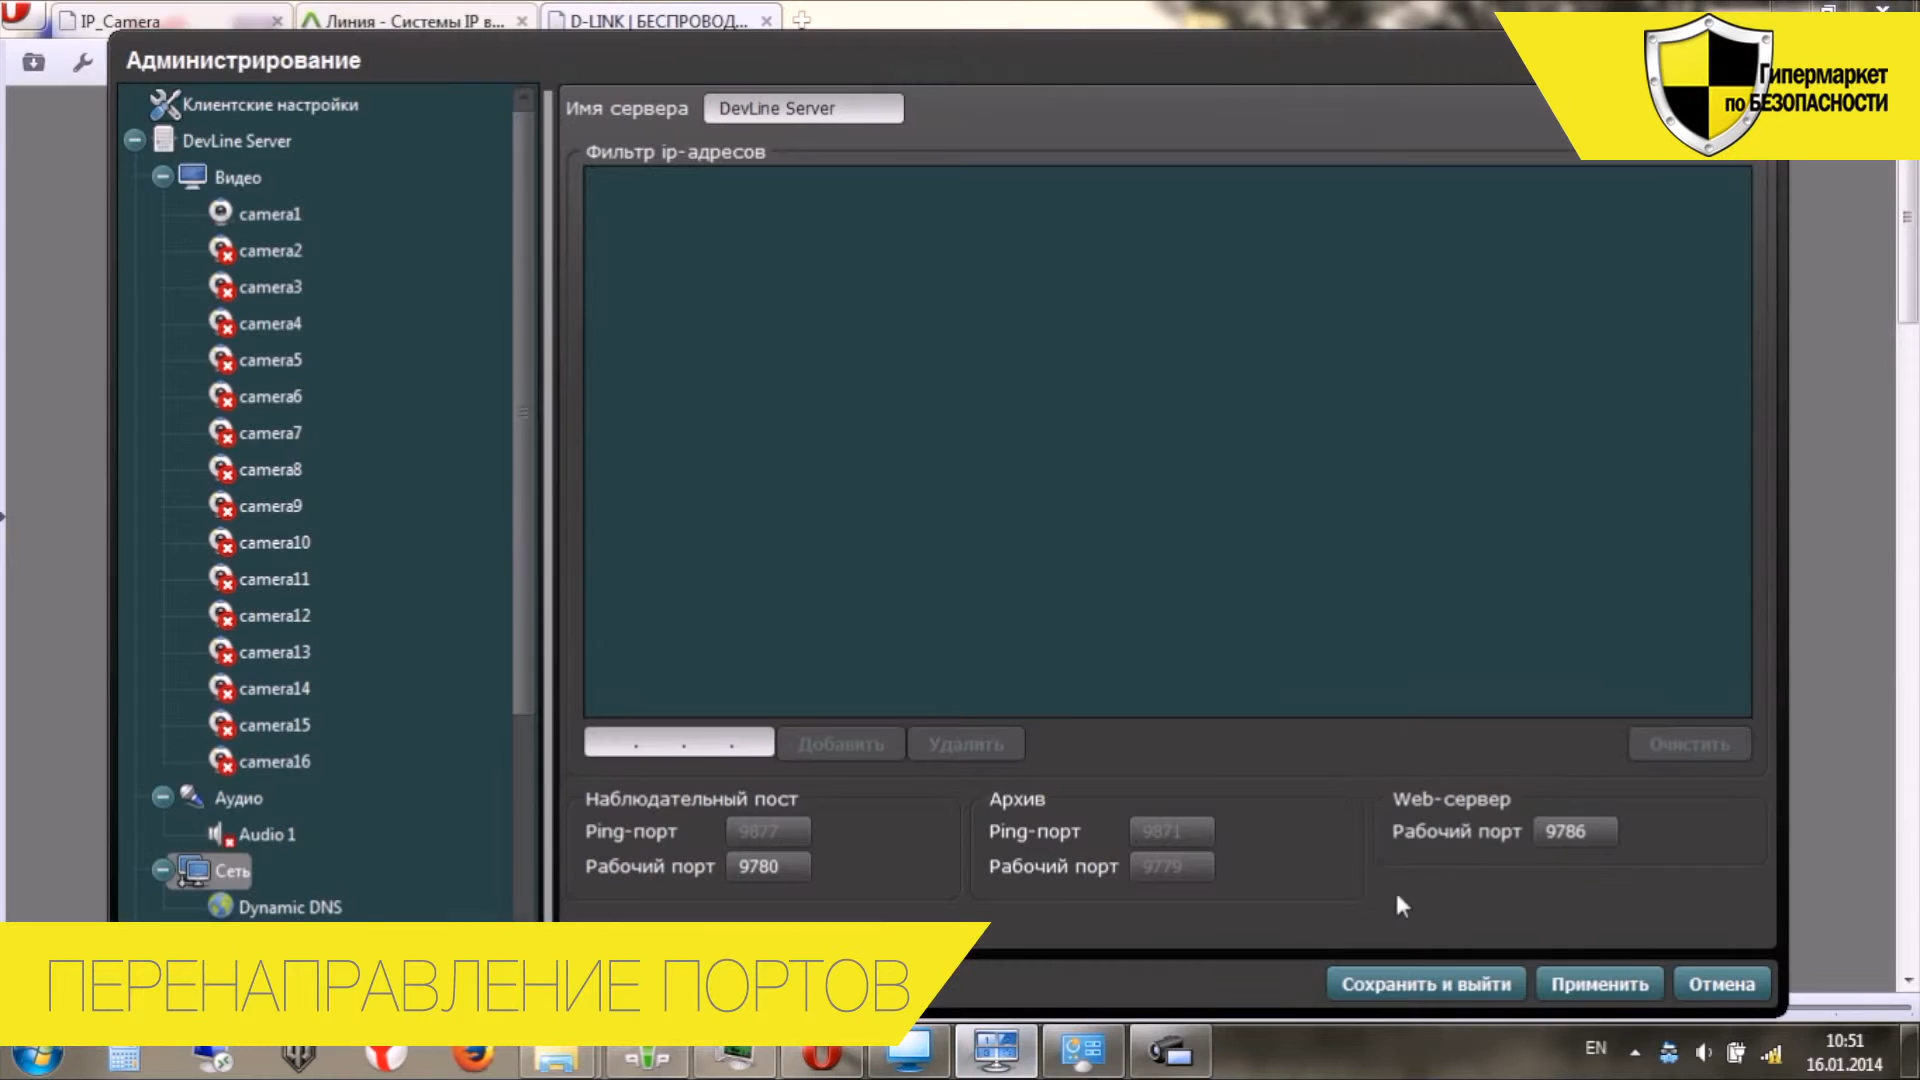 IP_Camera
Линия - Системы IP в...
D-LINK | БЕСПРОВОД...
Администрирование
Гипермаркет
по БЕЗОПАСНОСТИ
Клиентские настройки
DevLine Server
Видео
camera1
camera2
camera3
camera4
camera5
camera6
camera7
camera8
camera9
camera10
camera11
camera12
camera13
camera14
camera15
camera16
Аудио
Audio 1
Сеть
Dynamic DNS
Имя сервера
DevLine Server
Фильтр ip-адресов
. . .
Добавить
Удалить
Очистить
Наблюдательный пост
Ping-порт 9877
Рабочий порт 9780
Архив
Ping-порт 9871
Рабочий порт 9779
Web-сервер
Рабочий порт 9786
ПЕРЕНАПРАВЛЕНИЕ ПОРТОВ
Сохранить и выйти
Применить
Отмена
EN
10:51
16.01.2014